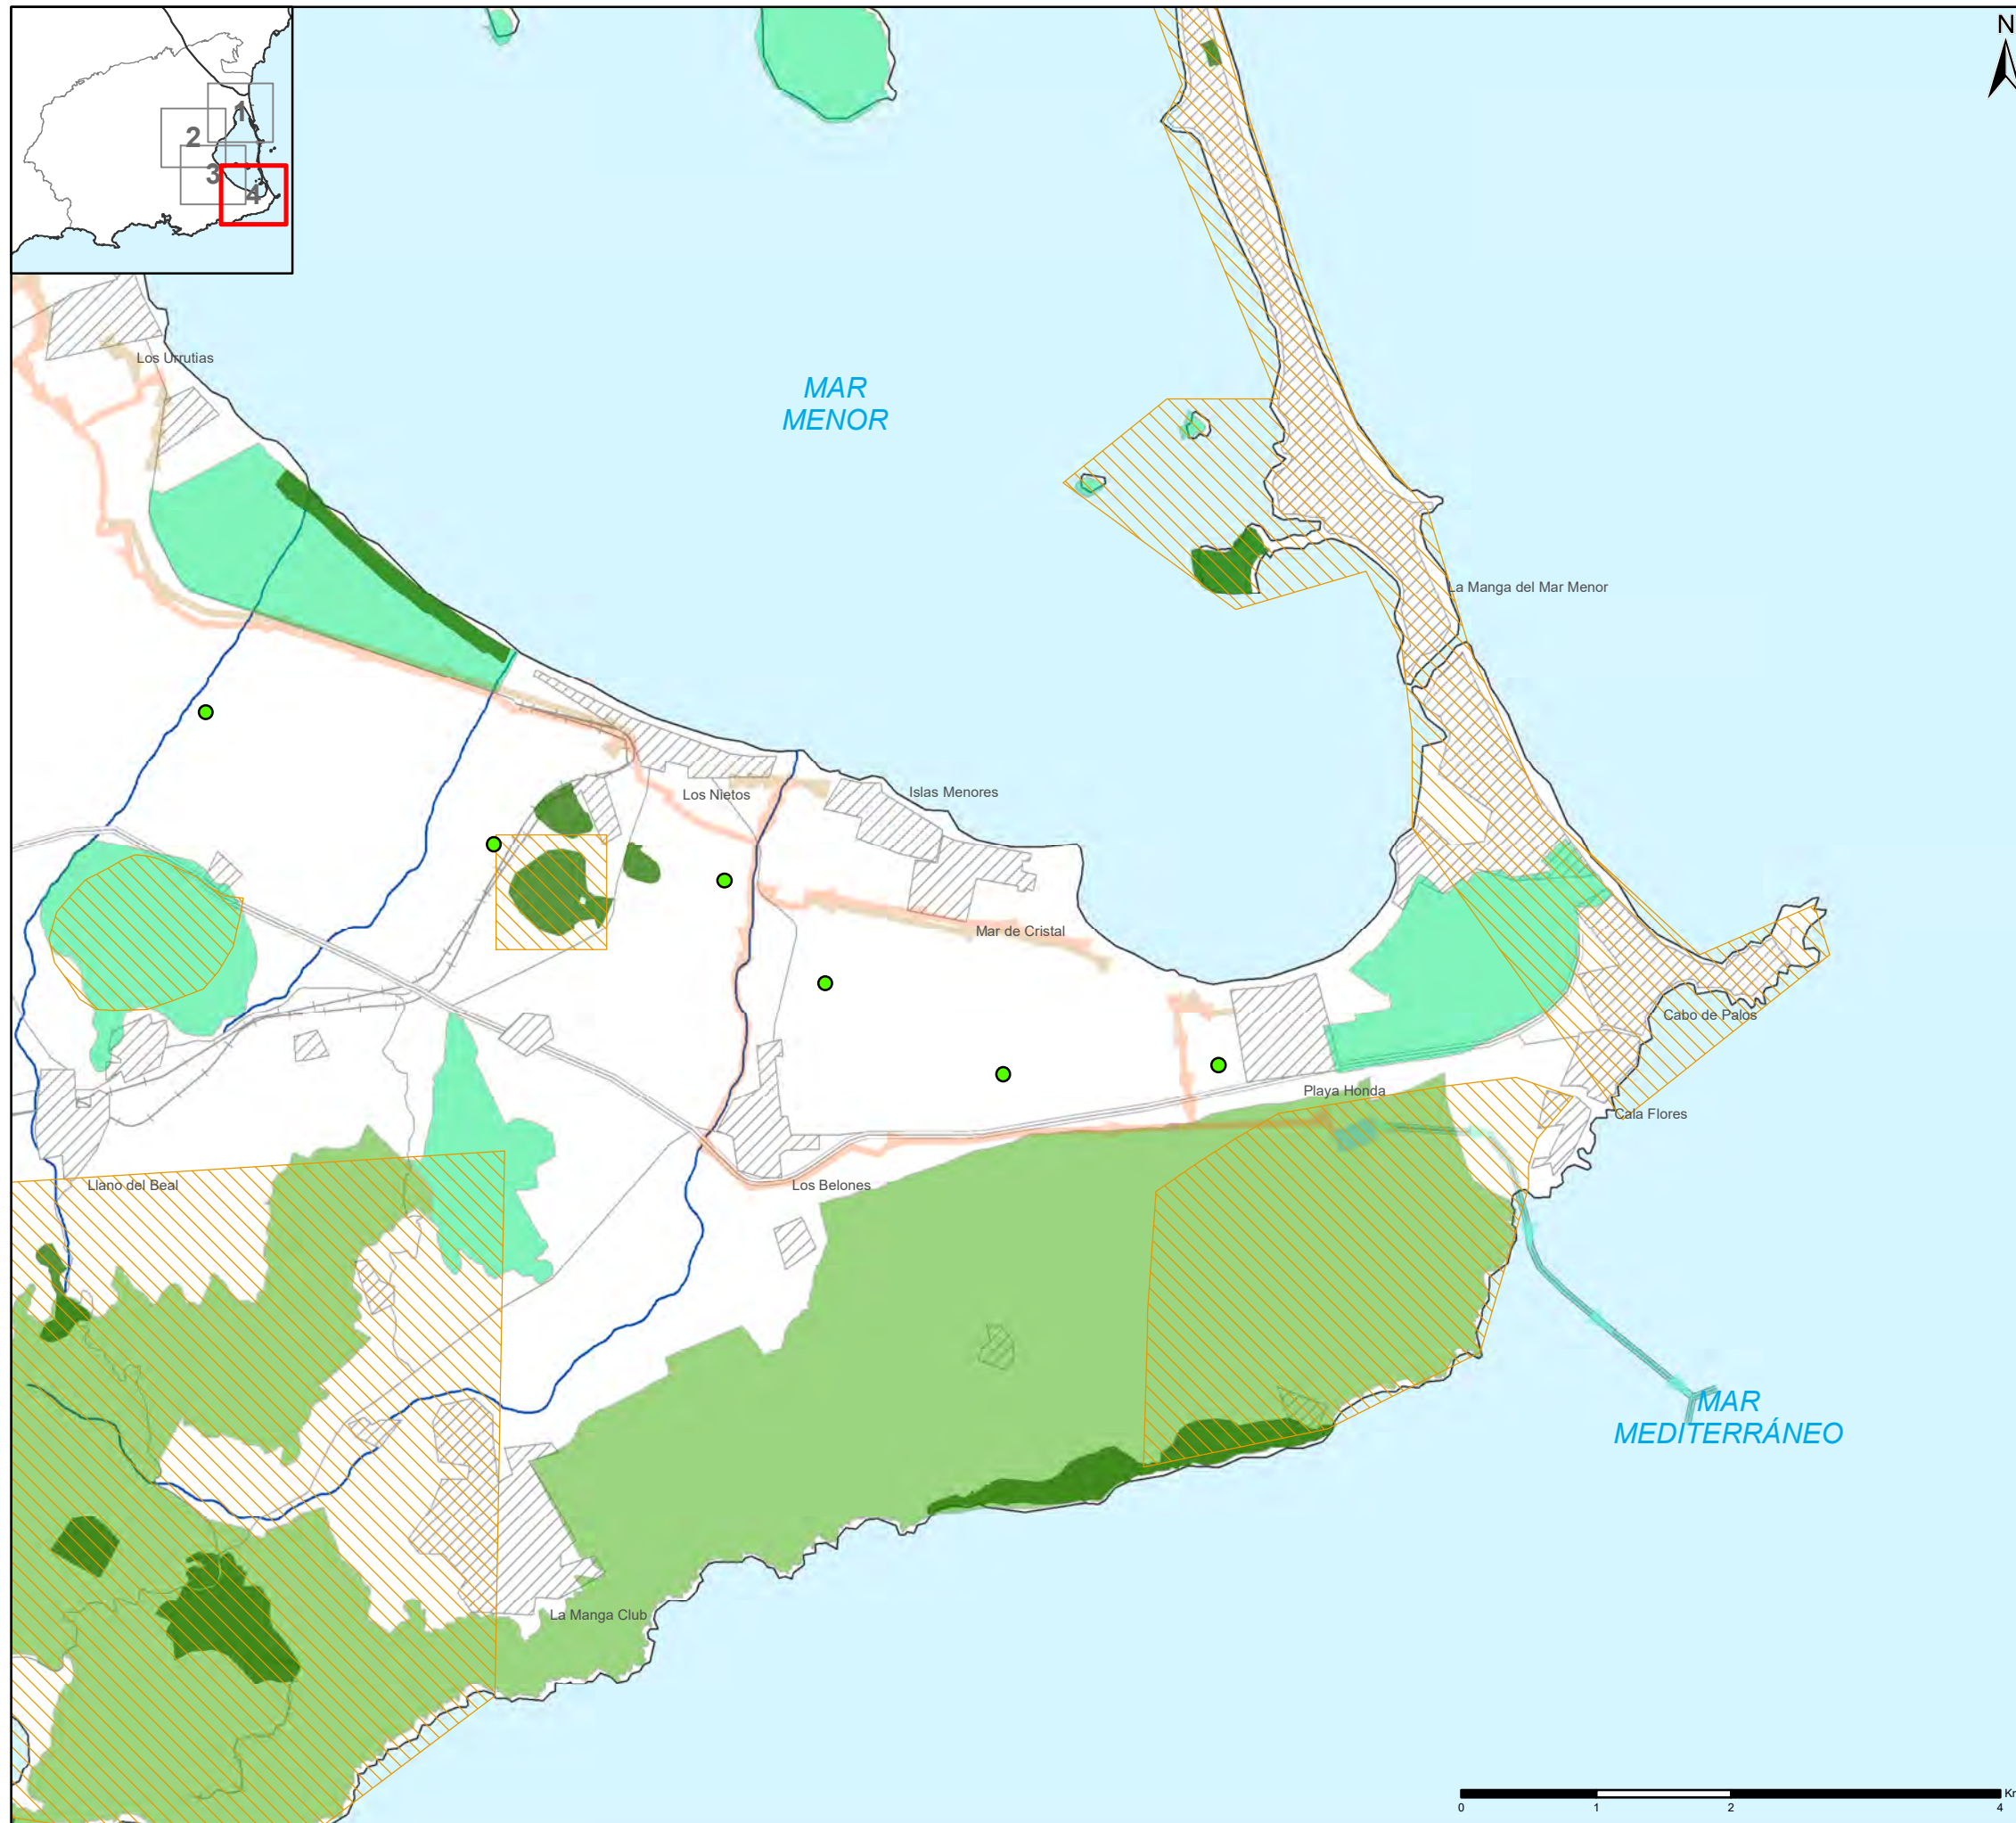 N
1
2
3
4
Los Urrutias
MAR
MENOR
La Manga del Mar Menor
Los Nietos
Islas Menores
Mar de Cristal
Cabo de Palos
Playa Honda
Cala Flores
Llano del Beal
Los Belones
MAR
MEDITERRÁNEO
La Manga Club
0 1 2 4